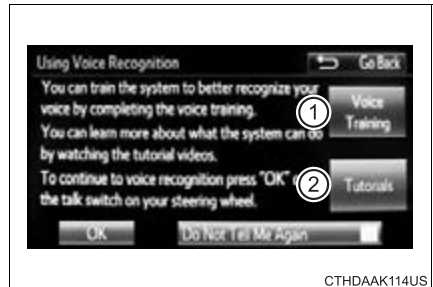 Using Voice Recognition
Go Back
You can train the system to better recognize your
voice by completing the voice training.
1
Voice
Training
You can learn more about what the system can do
by watching the tutorial videos.
To continue to voice recognition press "OK"
2
Tutorials
the talk switch on your steering wheel.
OK
Do Not Tell Me Again
CTHDAAK114US